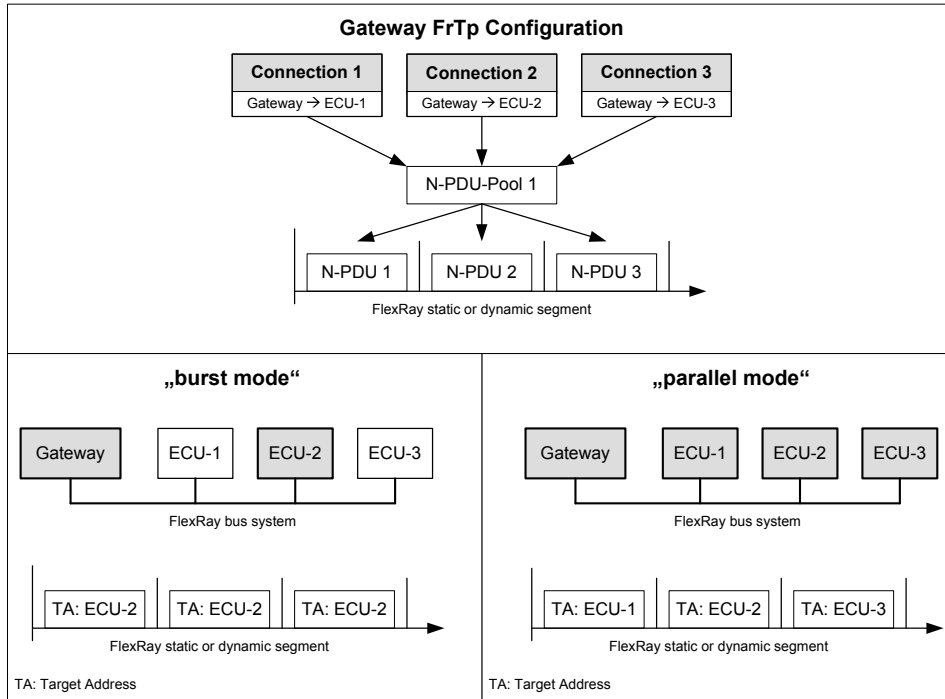 Gateway FrTp Configuration
Connection 1
Connection 2
Connection 3
Gateway → ECU-1
Gateway → ECU-2
Gateway → ECU-3
N-PDU-Pool 1
N-PDU 1
N-PDU 2
N-PDU 3
FlexRay static or dynamic segment
„burst mode“
Gateway
ECU-1
ECU-2
ECU-3
FlexRay bus system
TA: ECU-2
TA: ECU-2
TA: ECU-2
FlexRay static or dynamic segment
TA: Target Address
„parallel mode“
Gateway
ECU-1
ECU-2
ECU-3
FlexRay bus system
TA: ECU-1
TA: ECU-2
TA: ECU-3
FlexRay static or dynamic segment
TA: Target Address